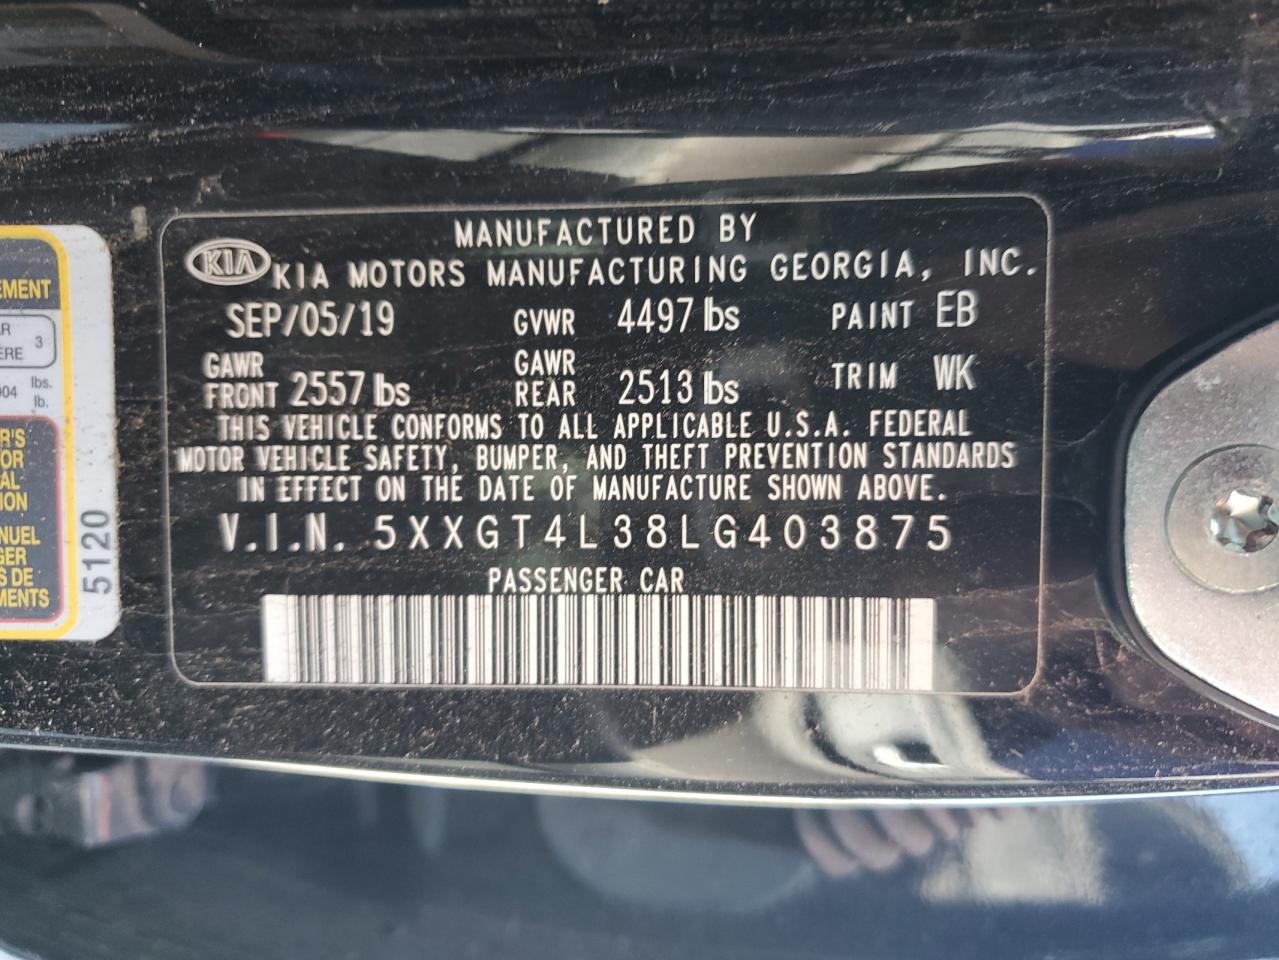 MANUFACTURED BY
KIA KIA MOTORS MANUFACTURING GEORGIA, INC.
SEP/05/19 GVWR 4497 lbs PAINT EB
GAWR FRONT 2557 lbs GAWR REAR 2513 lbs TRIM WK
THIS VEHICLE CONFORMS TO ALL APPLICABLE U.S.A. FEDERAL
MOTOR VEHICLE SAFETY, BUMPER, AND THEFT PREVENTION STANDARDS
IN EFFECT ON THE DATE OF MANUFACTURE SHOWN ABOVE.
V.I.N. 5XXGT4L38LG403875
PASSENGER CAR
3
lbs.
lb.
5120